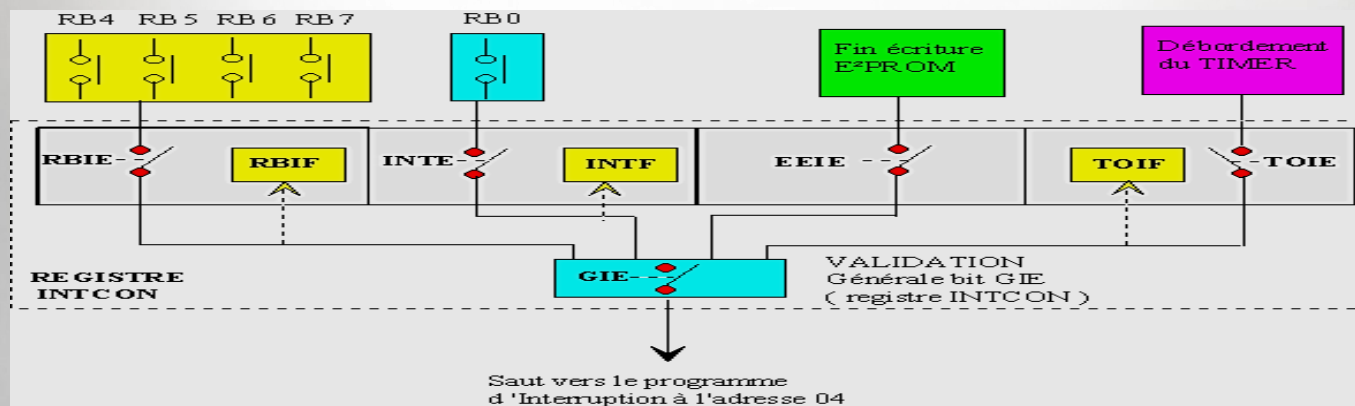 RB4 RB5 RB6 RB7 RB0
Fin écriture
E²PROM
Débordement
du TIMER
RBIE RBIF INTE INTF EEIE TOIF TOIE
REGISTRE
INTCON
GIE
VALIDATION
Générale bit GIE
( registre INTCON )
Saut vers le programme
d 'Interruption à l'adresse 04